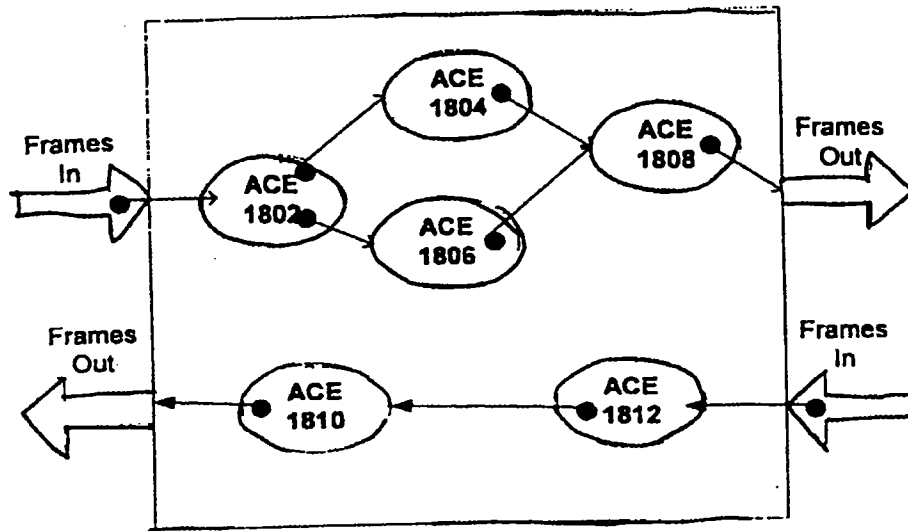 ACE
1804
Frames
In
ACE
1808
Frames
Out
ACE
1802
ACE
1806
Frames
Out
Frames
In
ACE
1810
ACE
1812